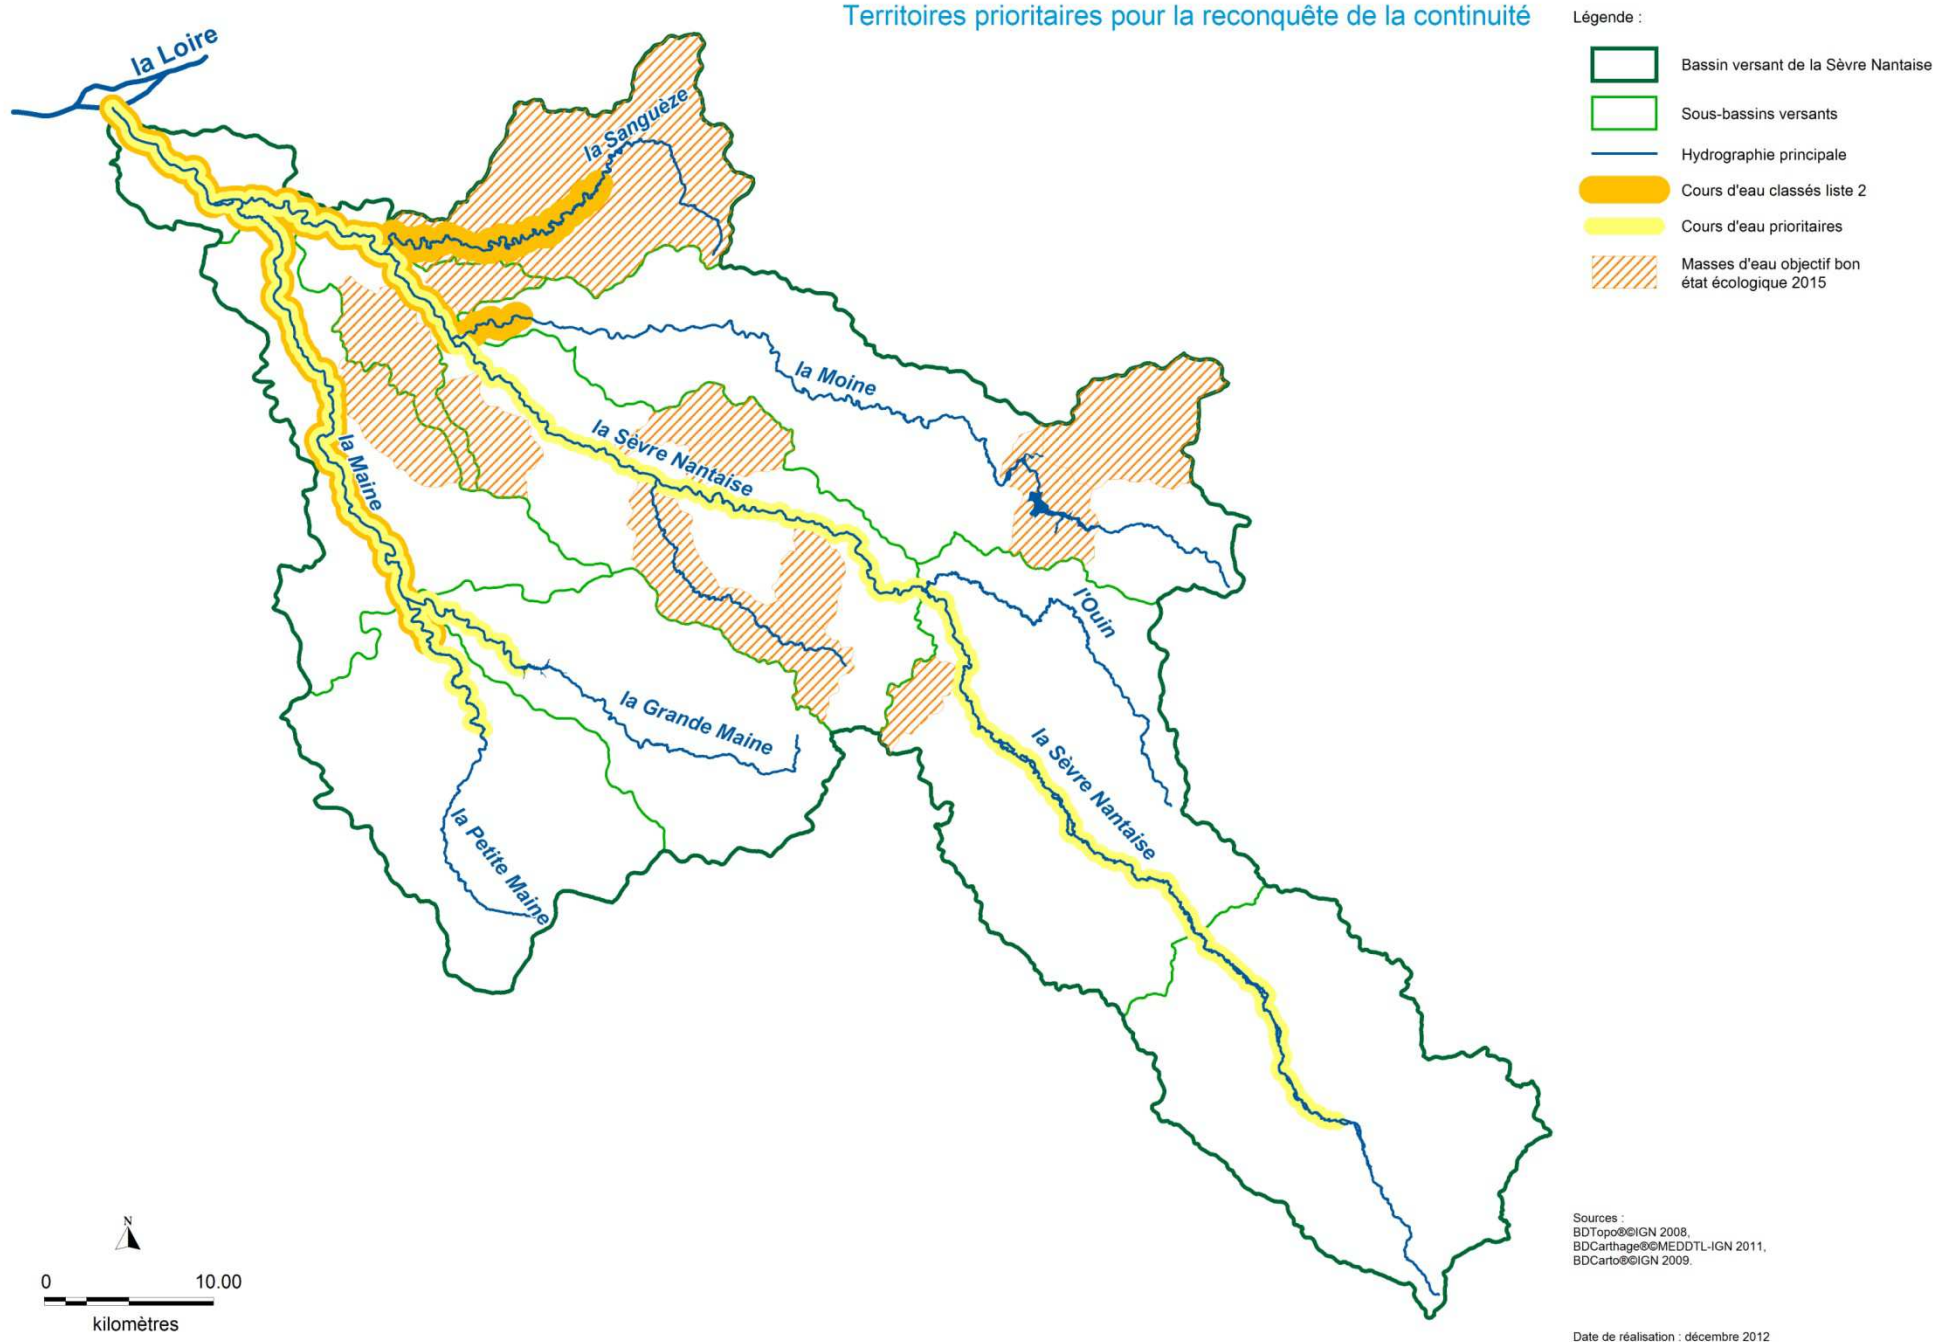 Territoires prioritaires pour la reconquête de la continuité
Légende :
Bassin versant de la Sèvre Nantaise
Sous-bassins versants
Hydrographie principale
Cours d'eau classés liste 2
Cours d'eau prioritaires
Masses d'eau objectif bon
état écologique 2015
la Loire
la Sanguèze
la Moine
la Sèvre Nantaise
la Maine
l'Ouin
la Grande Maine
la Sèvre Nantaise
la Petite Maine
N
0 10.00
kilomètres
Sources :
BDTopo®©IGN 2008,
BDCarthage®©MEDDTL-IGN 2011,
BDCarto®©IGN 2009.
Date de réalisation : décembre 2012